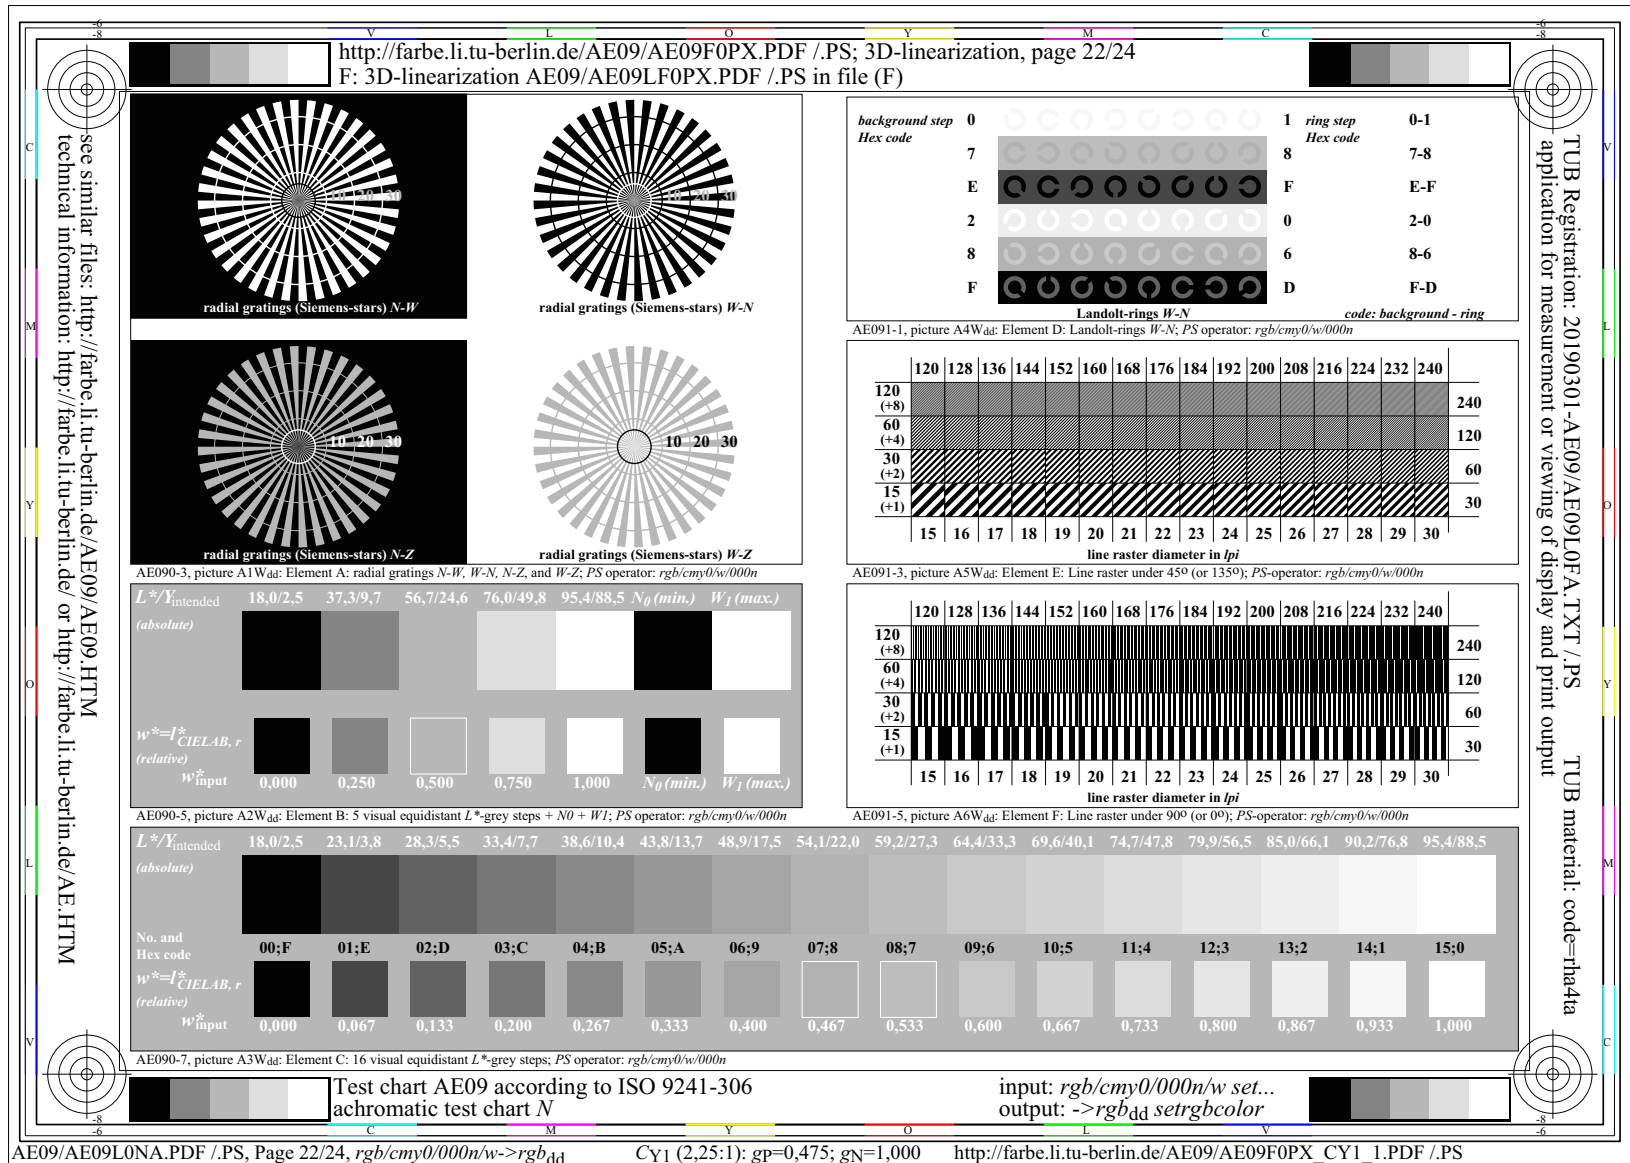 -6
-8
V
L
O
Y
M
C
-6
-8
http://farbe.li.tu-berlin.de/AE09/AE09F0PX.PDF /.PS; 3D-linearization, page 22/24
F: 3D-linearization AE09/AE09LF0PX.PDF /.PS in file (F)
see similar files: http://farbe.li.tu-berlin.de/AE09/AE09.HTM
technical information: http://farbe.li.tu-berlin.de/ or http://farbe.li.tu-berlin.de/AE.HTM
C
M
Y
O
L
V
10 20 30
radial gratings (Siemens-stars) N-W
10 20 30
radial gratings (Siemens-stars) W-N
10 20 30
radial gratings (Siemens-stars) N-Z
10 20 30
radial gratings (Siemens-stars) W-Z
AE090-3, picture A1Wdd: Element A: radial gratings N-W, W-N, N-Z, and W-Z; PS operator: rgb/cmy0/w/000n
background step 0 1 ring step 0-1
Hex code Hex code
7 8 7-8
E F E-F
2 0 2-0
8 6 8-6
F D F-D
Landolt-rings W-N code: background - ring
AE091-1, picture A4Wdd: Element D: Landolt-rings W-N; PS operator: rgb/cmy0/w/000n
120 128 136 144 152 160 168 176 184 192 200 208 216 224 232 240
120 (+8) 240
60 (+4) 120
30 (+2) 60
15 (+1) 30
15 16 17 18 19 20 21 22 24 24 25 26 27 28 29 30
line raster diameter in lpi
AE091-3, picture A5Wdd: Element E: Line raster under 45º (or 135º); PS-operator: rgb/cmy0/w/000n
L*/Yintended 18,0/2,5 37,3/9,7 56,7/24,6 76,0/49,8 95,4/88,5 N0 (min.) W1 (max.)
(absolute)
w*=l*CIELAB, r
(relative)
w*input 0,000 0,250 0,500 0,750 1,000 N0 (min.) W1 (max.)
AE090-5, picture A2Wdd: Element B: 5 visual equidistant L*-grey steps + N0 + W1; PS operator: rgb/cmy0/w/000n
120 128 136 144 152 160 168 176 184 192 200 208 216 224 232 240
120 (+8) 240
60 (+4) 120
30 (+2) 60
15 (+1) 30
15 16 17 18 19 20 21 22 23 24 25 26 27 28 29 30
line raster diameter in lpi
AE091-5, picture A6Wdd: Element F: Line raster under 90º (or 0º); PS-operator: rgb/cmy0/w/000n
L*/Yintended 18,0/2,5 23,1/3,8 28,3/5,5 33,4/7,7 38,6/10,4 43,8/13,7 48,9/17,5 54,1/22,0 59,2/27,3 64,4/33,3 69,6/40,1 74,7/47,8 79,9/56,5 85,0/66,1 90,2/76,8 95,4/88,5
(absolute)
No. and
Hex code 00;F 01;E 02;D 03;C 04;B 05;A 06;9 07;8 08;7 09;6 10;5 11;4 12;3 13;2 14;1 15;0
w*=l*CIELAB, r
(relative)
w*input 0,000 0,067 0,133 0,200 0,267 0,333 0,400 0,467 0,533 0,600 0,667 0,733 0,800 0,867 0,933 1,000
AE090-7, picture A3Wdd: Element C: 16 visual equidistant L*-grey steps; PS operator: rgb/cmy0/w/000n
TUB Registration: 20190301-AE09/AE09L0FA.TXT /.PS TUB material: code=rha4ta
application for measurement or viewing of display and print output
V
L
O
Y
M
C
Test chart AE09 according to ISO 9241-306
achromatic test chart N
input: rgb/cmy0/000n/w set...
output: ->rgbdd setrgbcolor
-8
-6
C
M
Y
O
L
V
-8
-6
AE09/AE09L0NA.PDF /.PS, Page 22/24, rgb/cmy0/000n/w->rgbdd CY1 (2,25:1): gP=0,475; gN=1,000 http://farbe.li.tu-berlin.de/AE09/AE09F0PX_CY1_1.PDF /.PS